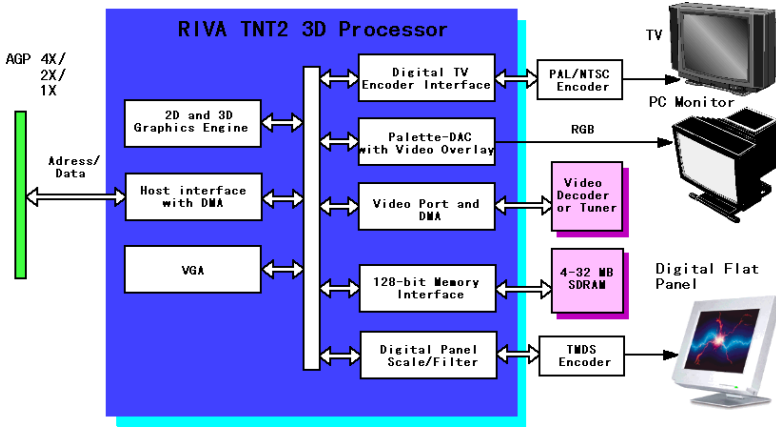 RIVA TNT2 3D Processor
AGP 4X/
2X/
1X
TV
Digital TV
Encoder Interface
PAL/NTSC
Encoder
2D and 3D
Graphics Engine
PC Monitor
Palette-DAC
with Video Overlay
RGB
Adress/
Data
Host interface
with DMA
Video Port and
DMA
Video
Decoder
or Tuner
VGA
128-bit Memory
Interface
4-32 MB
SDRAM
Digital Flat
Panel
Digital Panel
Scale/Filter
TMDS
Encoder